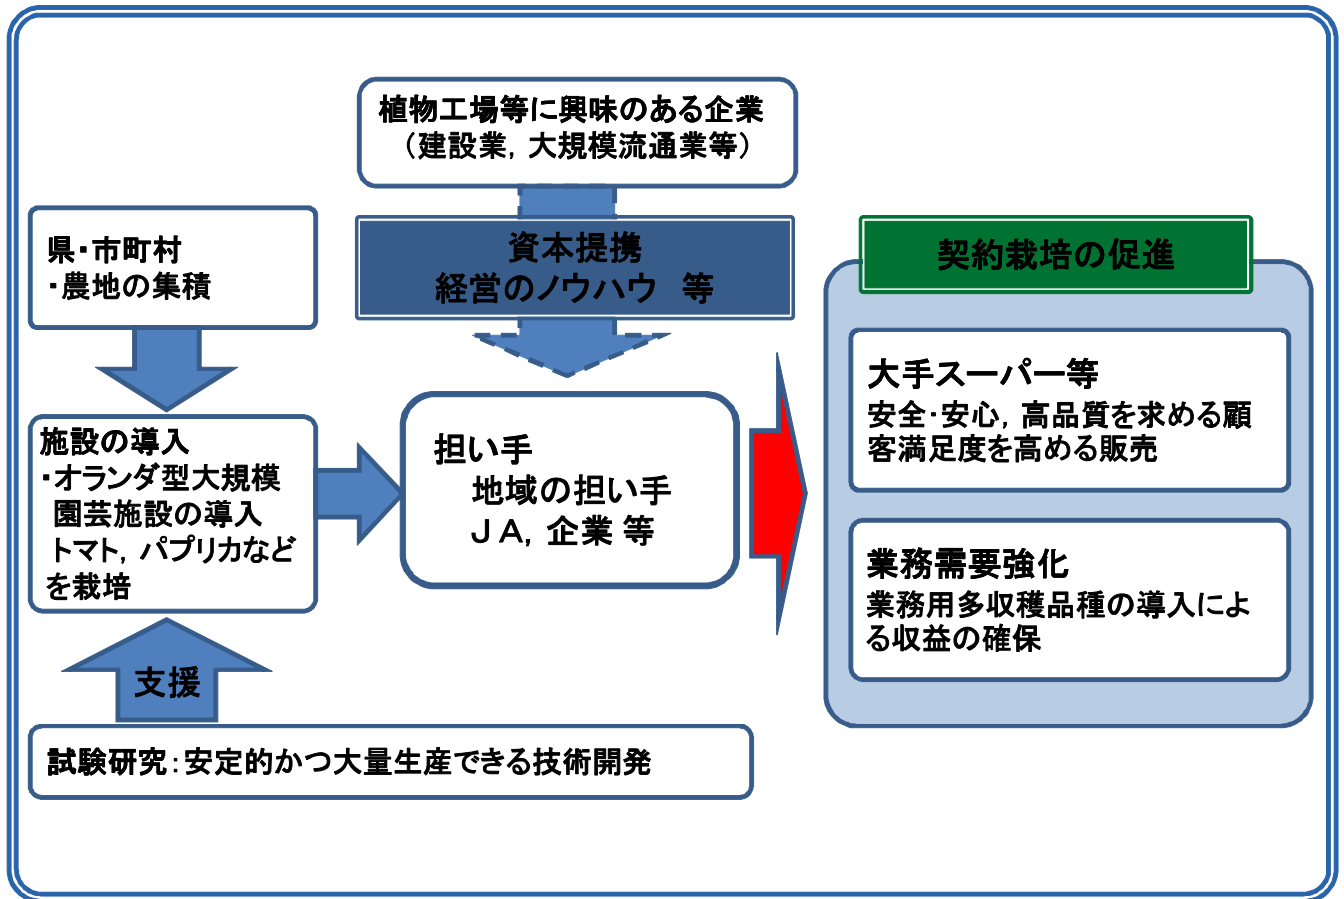 植物工場等に興味のある企業
（建設業，大規模流通業等）
県・市町村
・農地の集積
資本提携
経営のノウハウ　等
契約栽培の促進
施設の導入
・オランダ型大規模
園芸施設の導入
トマト，パプリカなど
を栽培
担い手
地域の担い手
ＪＡ，企業 等
大手スーパー等
安全・安心，高品質を求める顧
客満足度を高める販売
業務需要強化
業務用多収穫品種の導入によ
る収益の確保
支援
試験研究：安定的かつ大量生産できる技術開発